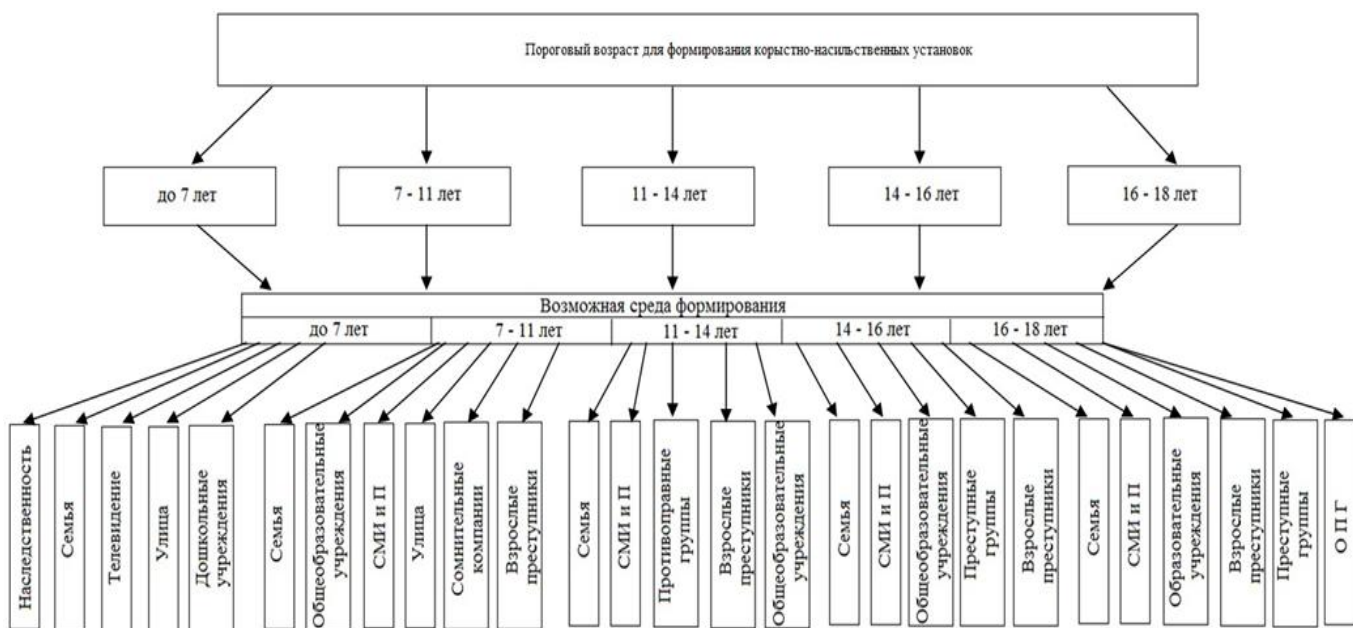 Пороговый возраст для формирования корыстно-насильственных установок
до 7 лет
7 - 11 лет
11 - 14 лет
14 - 16 лет
16 - 18 лет
Возможная среда формирования
до 7 лет
7 - 11 лет
11 - 14 лет
14 - 16 лет
16 - 18 лет
Наследственность
Семья
Телевидение
Улица
Дошкольные
учреждения
Семья
Общеобразовательные
учреждения
СМИ и П
Улица
Сомнительные
компании
Взрослые
преступники
Семья
СМИ и П
Противоправные
группы
Взрослые
преступники
Общеобразовательные
учреждения
Семья
СМИ и П
Общеобразовательные
учреждения
Преступные
группы
Взрослые
преступники
Семья
СМИ и П
Образовательные
учреждения
Взрослые
преступники
Преступные
группы
О П Г